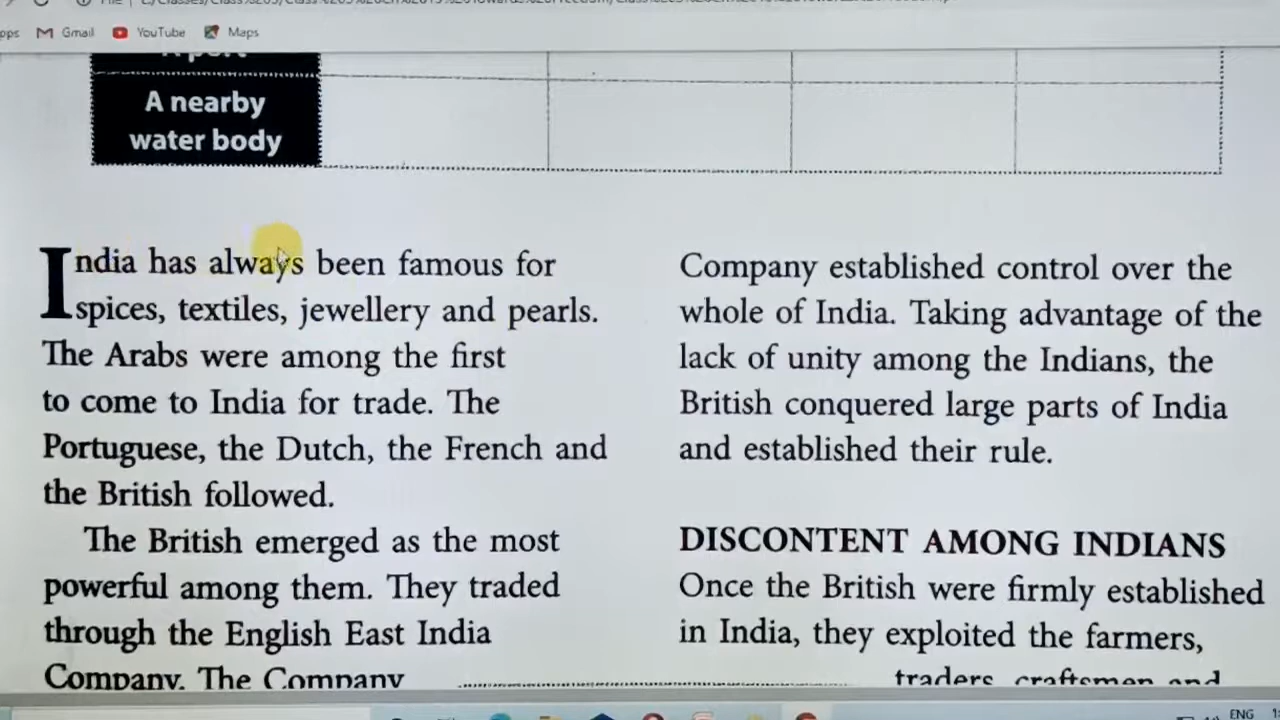 Gmail YouTube Maps
A nearby
water body
India has always been famous for
spices, textiles, jewellery and pearls.
The Arabs were among the first
to come to India for trade. The
Portuguese, the Dutch, the French and
the British followed.
The British emerged as the most
powerful among them. They traded
through the English East India
Company. The Company
Company established control over the
whole of India. Taking advantage of the
lack of unity among the Indians, the
British conquered large parts of India
and established their rule.
DISCONTENT AMONG INDIANS
Once the British were firmly established
in India, they exploited the farmers,
traders, craftsmen and
ENG